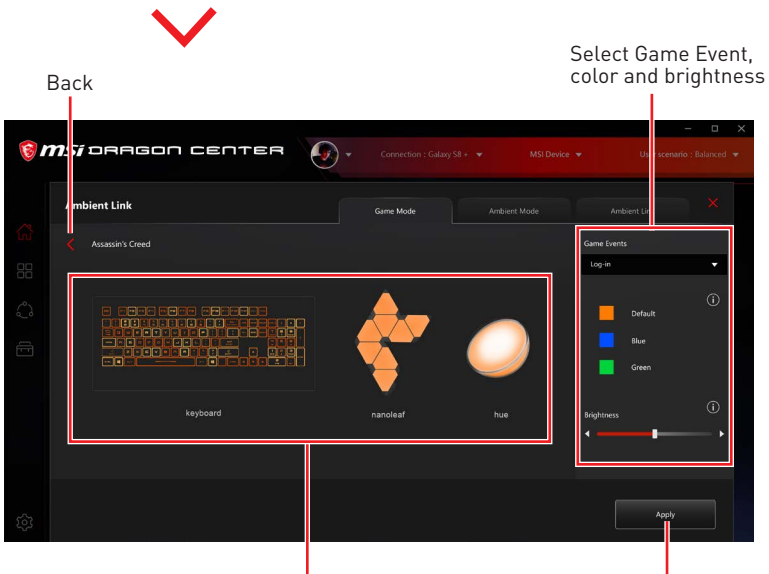 Select Game Event,
color and brightness
Back
msi DRAGON CENTER
Connection : Galaxy S8 +
MSI Device
User scenario : Balanced
Ambient Link
Game Mode
Ambient Mode
Ambient Link
Assassin's Creed
Game Events
Log-in
Default
Blue
Green
keyboard
nanoleaf
hue
Brightness
Apply